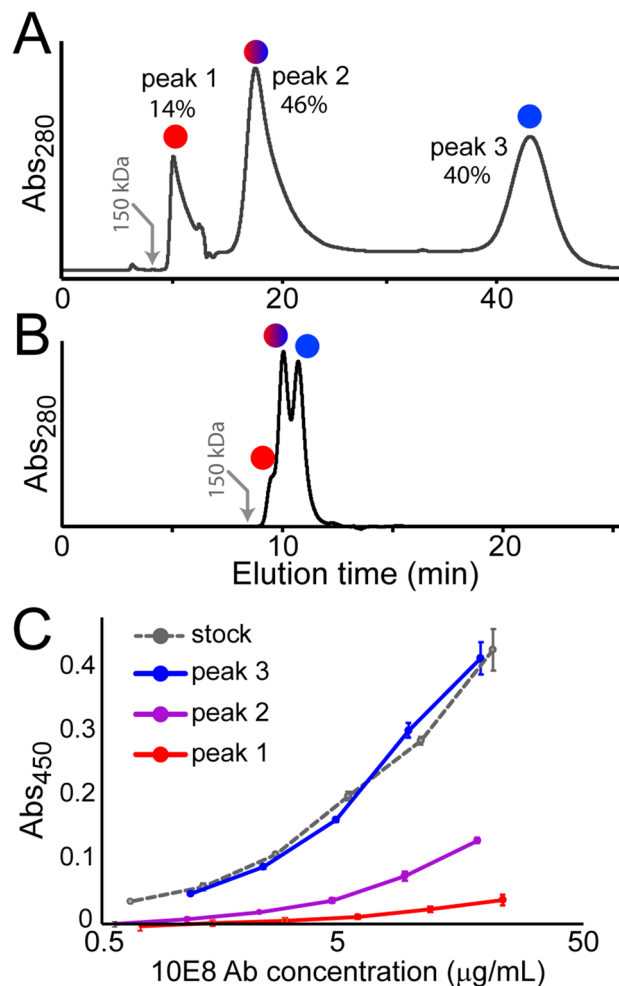 A
Abs280
150 kDa
peak 1
14%
peak 2
46%
peak 3
40%
0
20
40
B
Abs280
150 kDa
0
10
20
Elution time (min)
C
Abs450
stock
peak 3
peak 2
peak 1
0.4
0.3
0.2
0.1
0
0.5
5
50
10E8 Ab concentration (μg/mL)